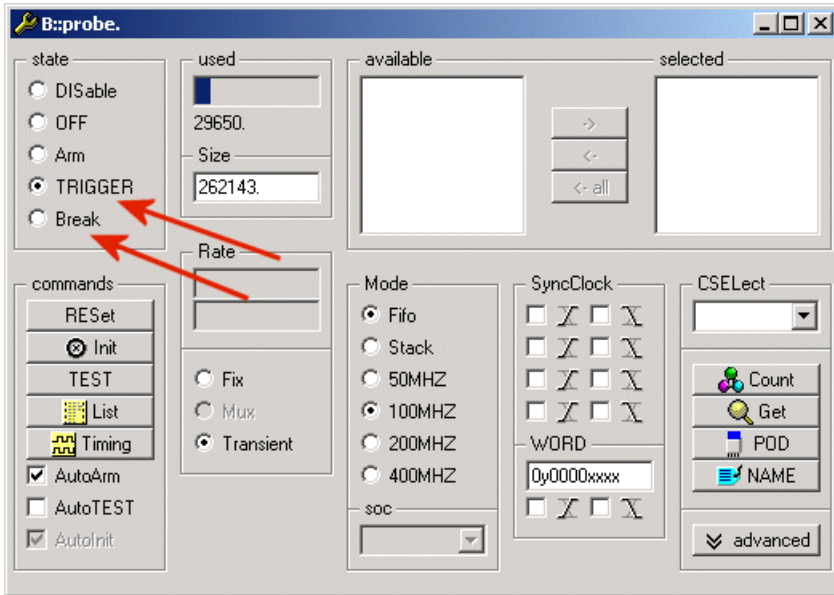 B::probe.
state
DISable
OFF
Arm
TRIGGER
Break
used
29650.
Size
262143.
available
selected
->
<-
<- all
commands
RESet
Init
TEST
List
Timing
AutoArm
AutoTEST
AutoInit
Rate
Fix
Mux
Transient
Mode
Fifo
Stack
50MHZ
100MHZ
200MHZ
400MHZ
soc
SyncClock
WORD
0y0000xxxx
CSELect
Count
Get
POD
NAME
advanced